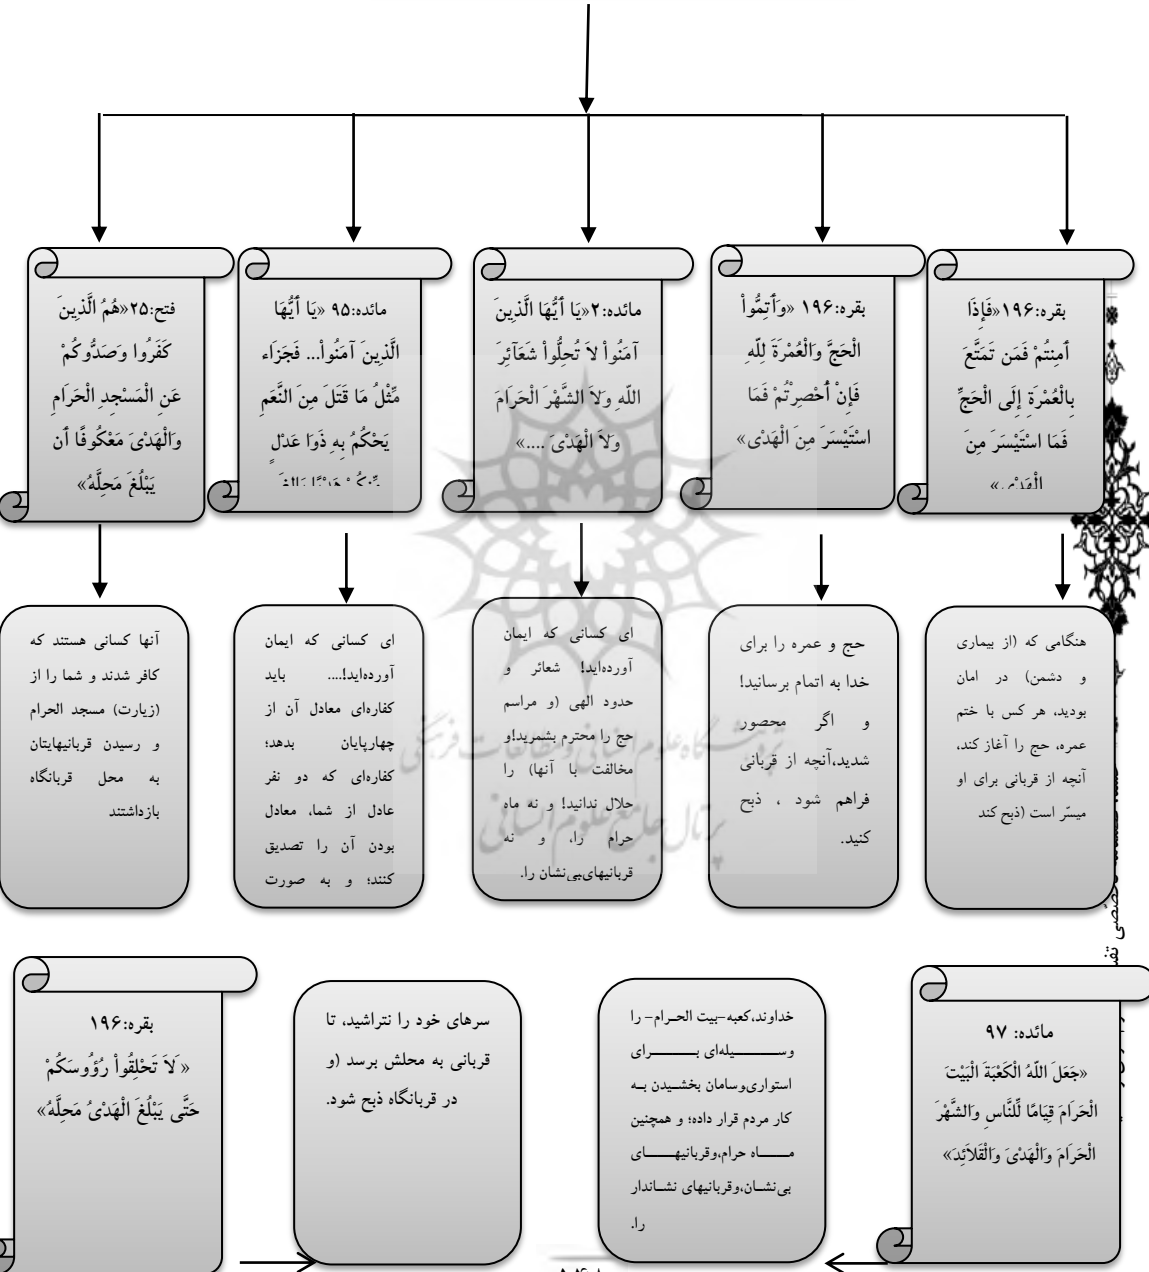 بقره:۱۹۶«فَإِذَا
أَمِنتُمْ فَمَن تَمَتَّعَ
بِالْعُمْرَةِ إِلَى الْحَجِّ
فَمَا اسْتَيْسَرَ مِنَ
الْهَدْيِ»
بقره:۱۹۶ «وَأَتِمُّواْ
الْحَجَّ وَالْعُمْرَةَ لِلّهِ
فَإِنْ أُحْصِرْتُمْ فَمَا
اسْتَيْسَرَ مِنَ الْهَدْيِ»
مائده:۲«يَا أَيُّهَا الَّذِينَ
آمَنُواْ لاَ تُحِلُّواْ شَعَآئِرَ
اللّهِ وَلاَ الشَّهْرَ الْحَرَامَ
وَلاَ الْهَدْيَ ....»
مائده:۹۵ «يَا أَيُّهَا
الَّذِينَ آمَنُواْ... فَجَزَاء
مِّثْلُ مَا قَتَلَ مِنَ النَّعَمِ
يَحْكُمُ بِهِ ذَوَا عَدْلٍ
مِّنكُمْ هَدْيًا بَالِغَ
فتح:۲۵«هُمُ الَّذِينَ
كَفَرُوا وَصَدُّوكُمْ
عَنِ الْمَسْجِدِ الْحَرَامِ
وَالْهَدْيَ مَعْكُوفًا أَن
يَبْلُغَ مَحِلَّهُ»
هنگامی که (از بیماری
و دشمن) در امان
بودید، هر کس با ختم
عمره، حج را آغاز کند،
آنچه از قربانی برای او
میسّر است (ذبح کند
حج و عمره را برای
خدا به اتمام برسانید!
و اگر محصور
شدید،آنچه از قربانی
فراهم شود ، ذبح
کنید.
ای کسانی که ایمان
آورده‌اید! شعائر و
حدود الهی (و مراسم
حج را محترم بشمرید!و
مخالفت با آنها) را
حلال ندانید! و نه ماه
حرام را، و نه
قربانیهای‌بی‌نشان را.
ای کسانی که ایمان
آورده‌اید!.... باید
کفاره‌ای معادل آن از
چهارپایان بدهد؛
کفاره‌ای که دو نفر
عادل از شما، معادل
بودن آن را تصدیق
کنند؛ و به صورت
آنها کسانی هستند که
کافر شدند و شما را از
(زیارت) مسجد الحرام
و رسیدن قربانیهایتان
به محل قربانگاه
بازداشتند
پژوهشگاه علوم انسانی و مطالعات فرهنگی
پرتال جامع علوم انسانی
مائده: ۹۷
«جَعَلَ اللّهُ الْكَعْبَةَ الْبَيْتَ
الْحَرَامَ قِيَامًا لِّلنَّاسِ وَالشَّهْرَ
الْحَرَامَ وَالْهَدْيَ وَالْقَلاَئِدَ»
خداوند،کعبه–بیت الحرام– را
وسیله‌ای برای
استواری‌وسامان بخشیدن به
کار مردم قرار داده؛ و همچنین
ماه حرام،وقربانیهای
بی‌نشان،وقربانیهای نشاندار
را.
سرهای خود را نتراشید، تا
قربانی به محلش برسد (و
در قربانگاه ذبح شود.
بقره:۱۹۶
« لاَ تَحْلِقُواْ رُؤُوسَكُمْ
حَتَّى يَبْلُغَ الْهَدْيُ مَحِلَّهُ»